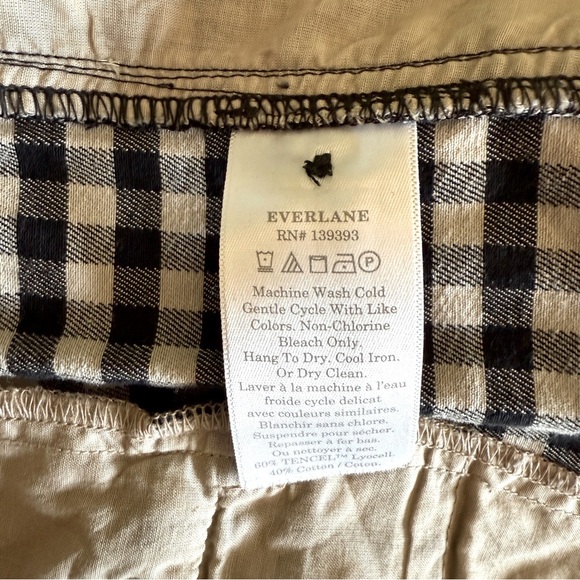 EVERLANE
RN# 139393
Machine Wash Cold
Gentle Cycle With Like
Colors. Non-Chlorine
Bleach Only.
Hang To Dry. Cool Iron.
Or Dry Clean.
Laver à la machine à l'eau
froide cycle delicat
avec couleurs similaires.
Blanchir sans chlore.
Suspendre pour sécher.
Repasser à fer bas.
Ou nettoyer à sec.
60% TENCEL™ Lyocell,
40% Cotton / Coton.